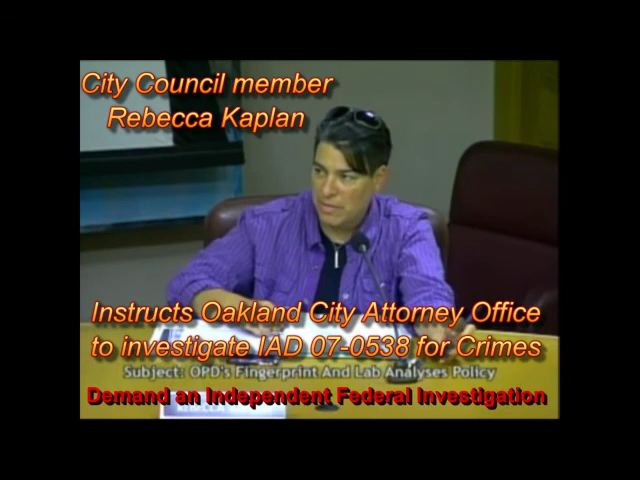 City Council member
Rebecca Kaplan
Instructs Oakland City Attorney Office
to investigate IAD 07-0538 for Crimes
Subject: OPD's Fingerprint And Lab Analyses Policy
Demand an Independent Federal Investigation
REBECCA